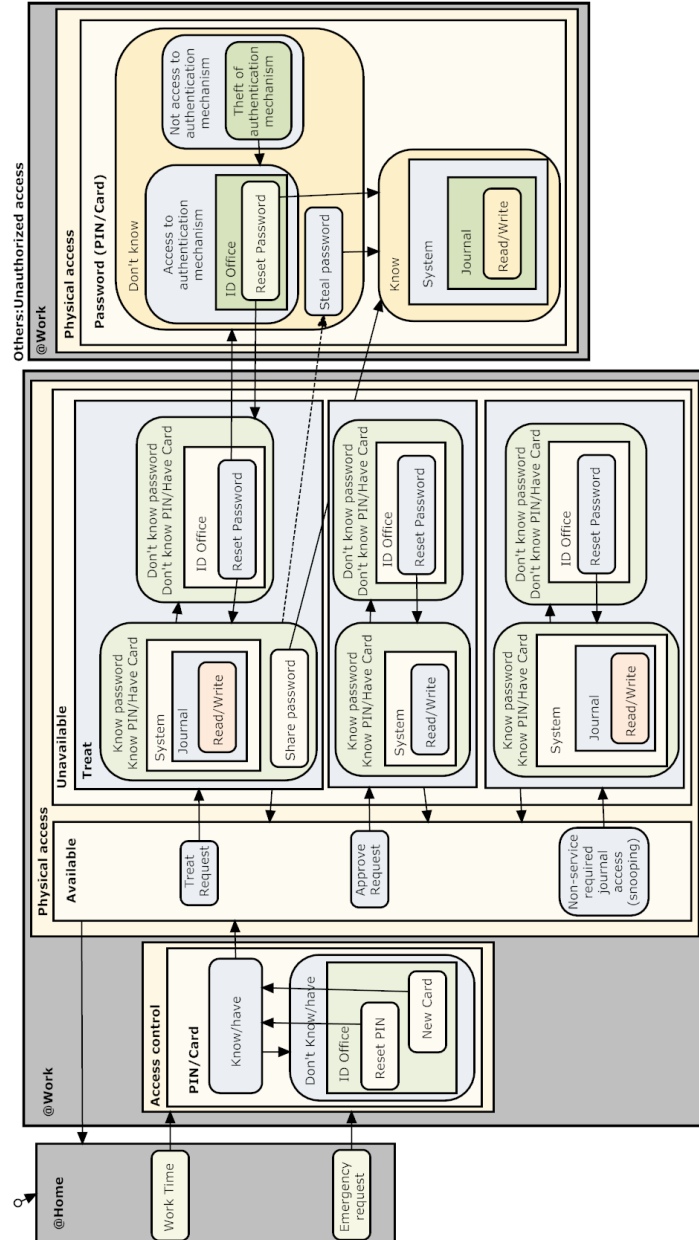 @Home
Work Time
Emergency
request
@Work
Access control
PIN/Card
Know/have
Don't Know/have
ID Office
Reset PIN
New Card
Physical access
Available
Treat
Request
Approve
Request
Non-service
required
journal
access
(snooping)
Unavailable
Treat
Know password
Know PIN/Have Card
System
Journal
Read/Write
Share password
Don't know password
Don't know PIN/Have Card
ID Office
Reset Password
Know password
Know PIN/Have Card
System
Read/Write
Don't know password
Don't know PIN/Have Card
ID Office
Reset Password
Know password
Know PIN/Have Card
System
Journal
Read/Write
Don't know password
Don't know PIN/Have Card
ID Office
Reset Password
Others:Unauthorized access
@Work
Physical access
Password (PIN/Card)
Don't know
Access to
authentication
mechanism
ID Office
Reset Password
Not access to
authentication
mechanism
Theft of
authentication
mechanism
Steal password
Know
System
Journal
Read/Write